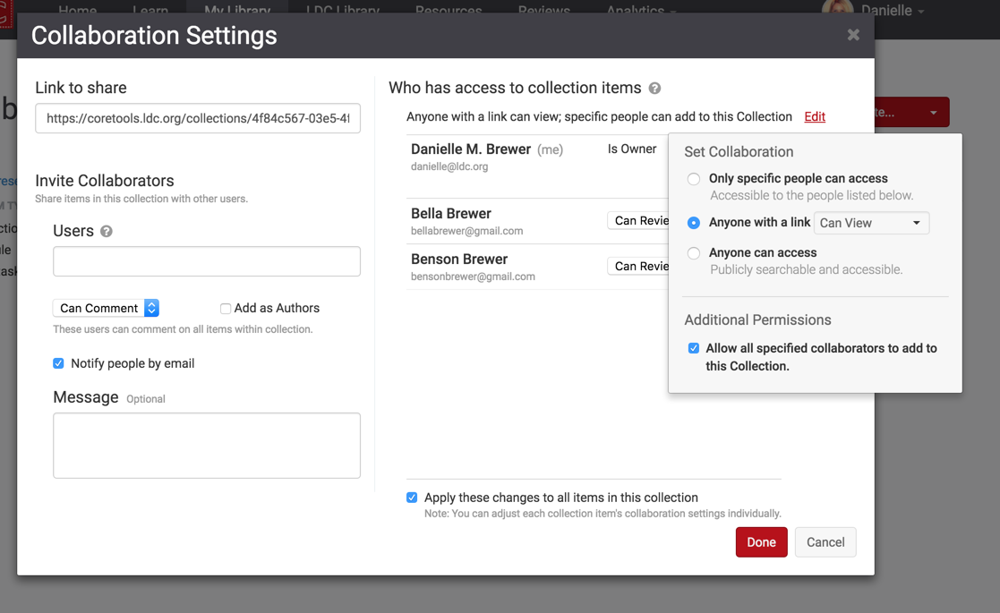 Home Learn My Library LDC Library Resources Reviews Analytics Danielle
Collaboration Settings
Link to share
https://coretools.ldc.org/collections/4f84c567-03e5-4f
Invite Collaborators
Share items in this collection with other users.
Users
Can Comment
Add as Authors
These users can comment on all items within collection.
Notify people by email
Message Optional
Who has access to collection items
Anyone with a link can view; specific people can add to this Collection Edit
Danielle M. Brewer (me) Is Owner
danielle@ldc.org
Bella Brewer Can Revie
bellabrewer@gmail.com
Benson Brewer Can Revie
bensonbrewer@gmail.com
Set Collaboration
Only specific people can access
Accessible to the people listed below.
Anyone with a link Can View
Anyone can access
Publicly searchable and accessible.
Additional Permissions
Allow all specified collaborators to add to
this Collection.
Apply these changes to all items in this collection
Note: You can adjust each collection item's collaboration settings individually.
Done Cancel